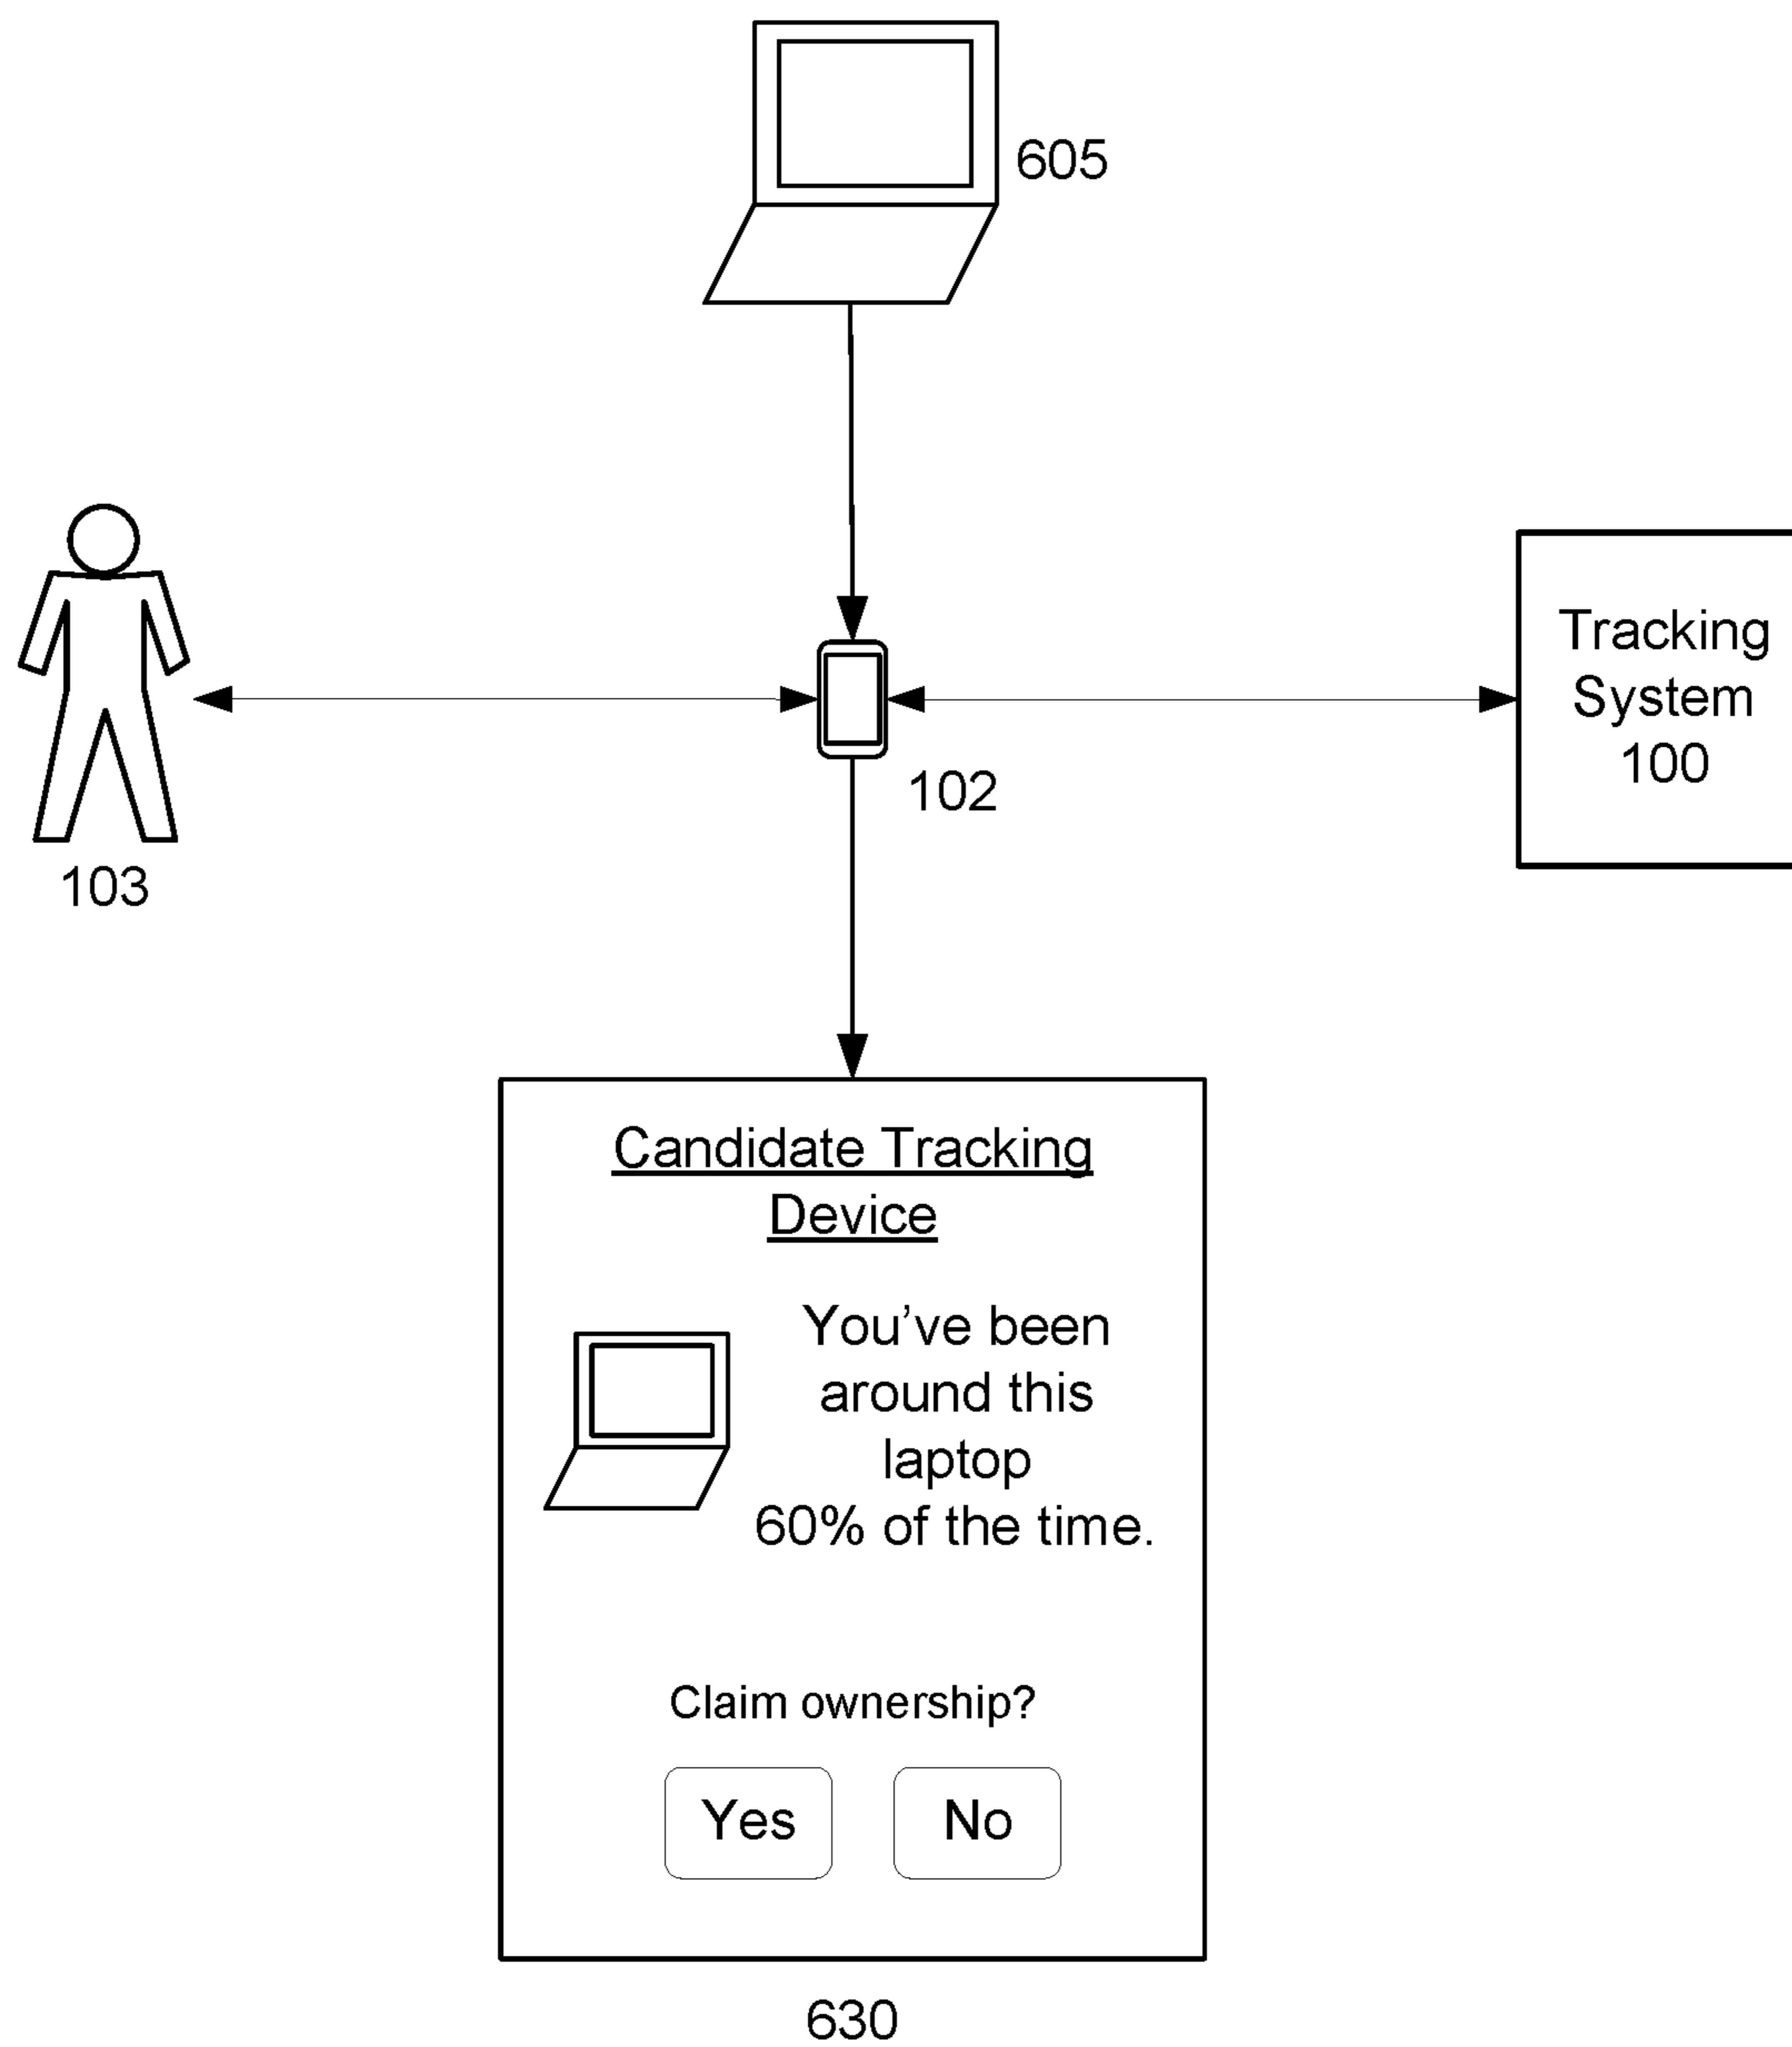 605
Tracking
System
100
102
103
Candidate Tracking
Device
You've been
around this
laptop
60% of the time.
Claim ownership?
Yes
No
630